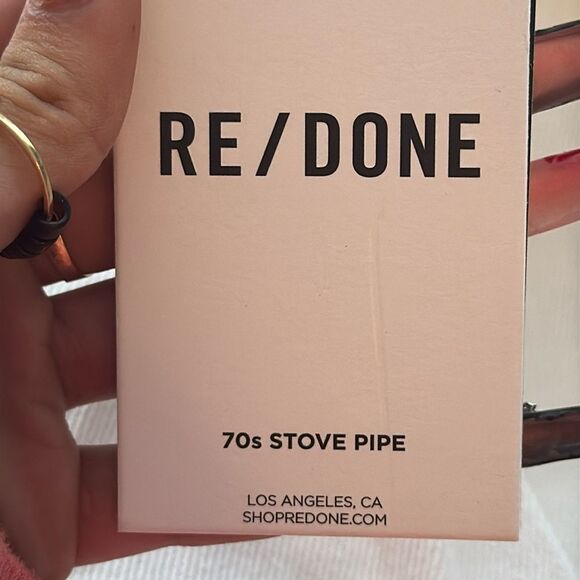 RE/DONE
70s STOVE PIPE
LOS ANGELES, CA
SHOPREDONE.COM